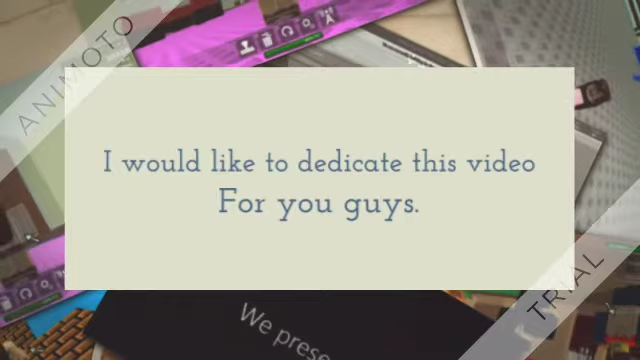 ANIMOTO
I would like to dedicate this video
For you guys.
TRIAL
We prese